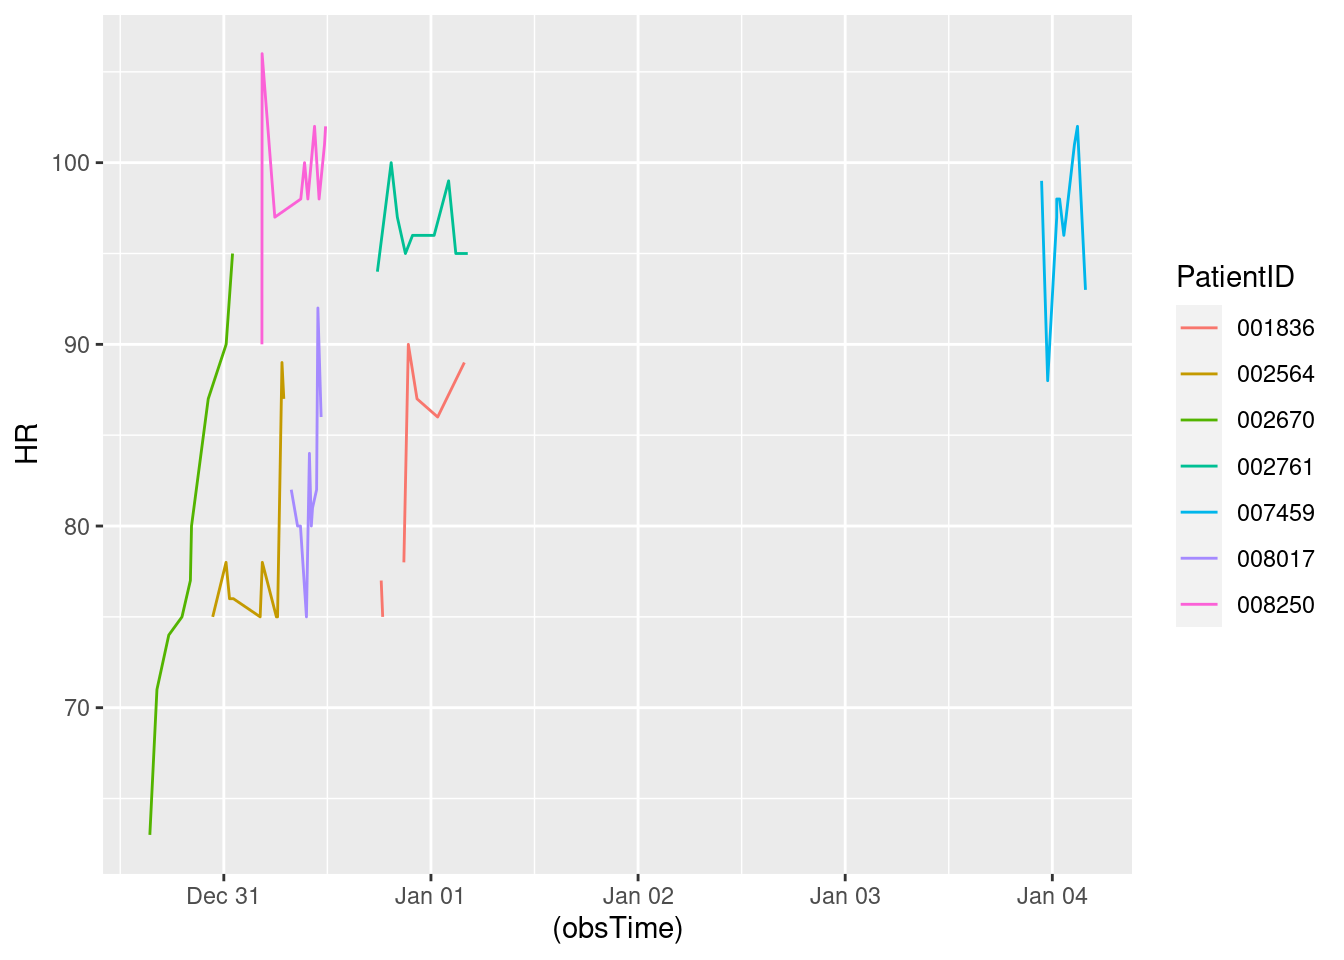 HR
100
90
80
70
Dec 31
Jan 01
Jan 02
Jan 03
Jan 04
(obsTime)
PatientID
001836
002564
002670
002761
007459
008017
008250